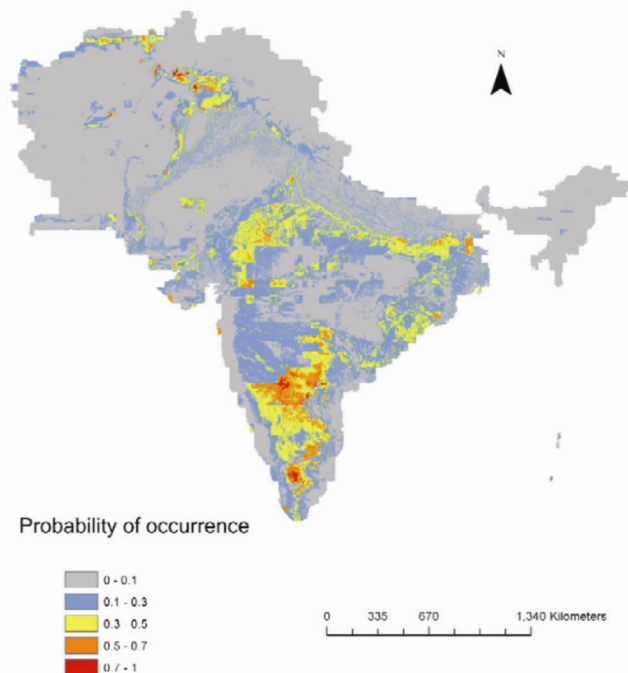 N
Probability of occurrence
0 - 0.1
0.1 - 0.3
0.3 - 0.5
0.5 - 0.7
0.7 - 1
0 335 670 1,340 Kilometers